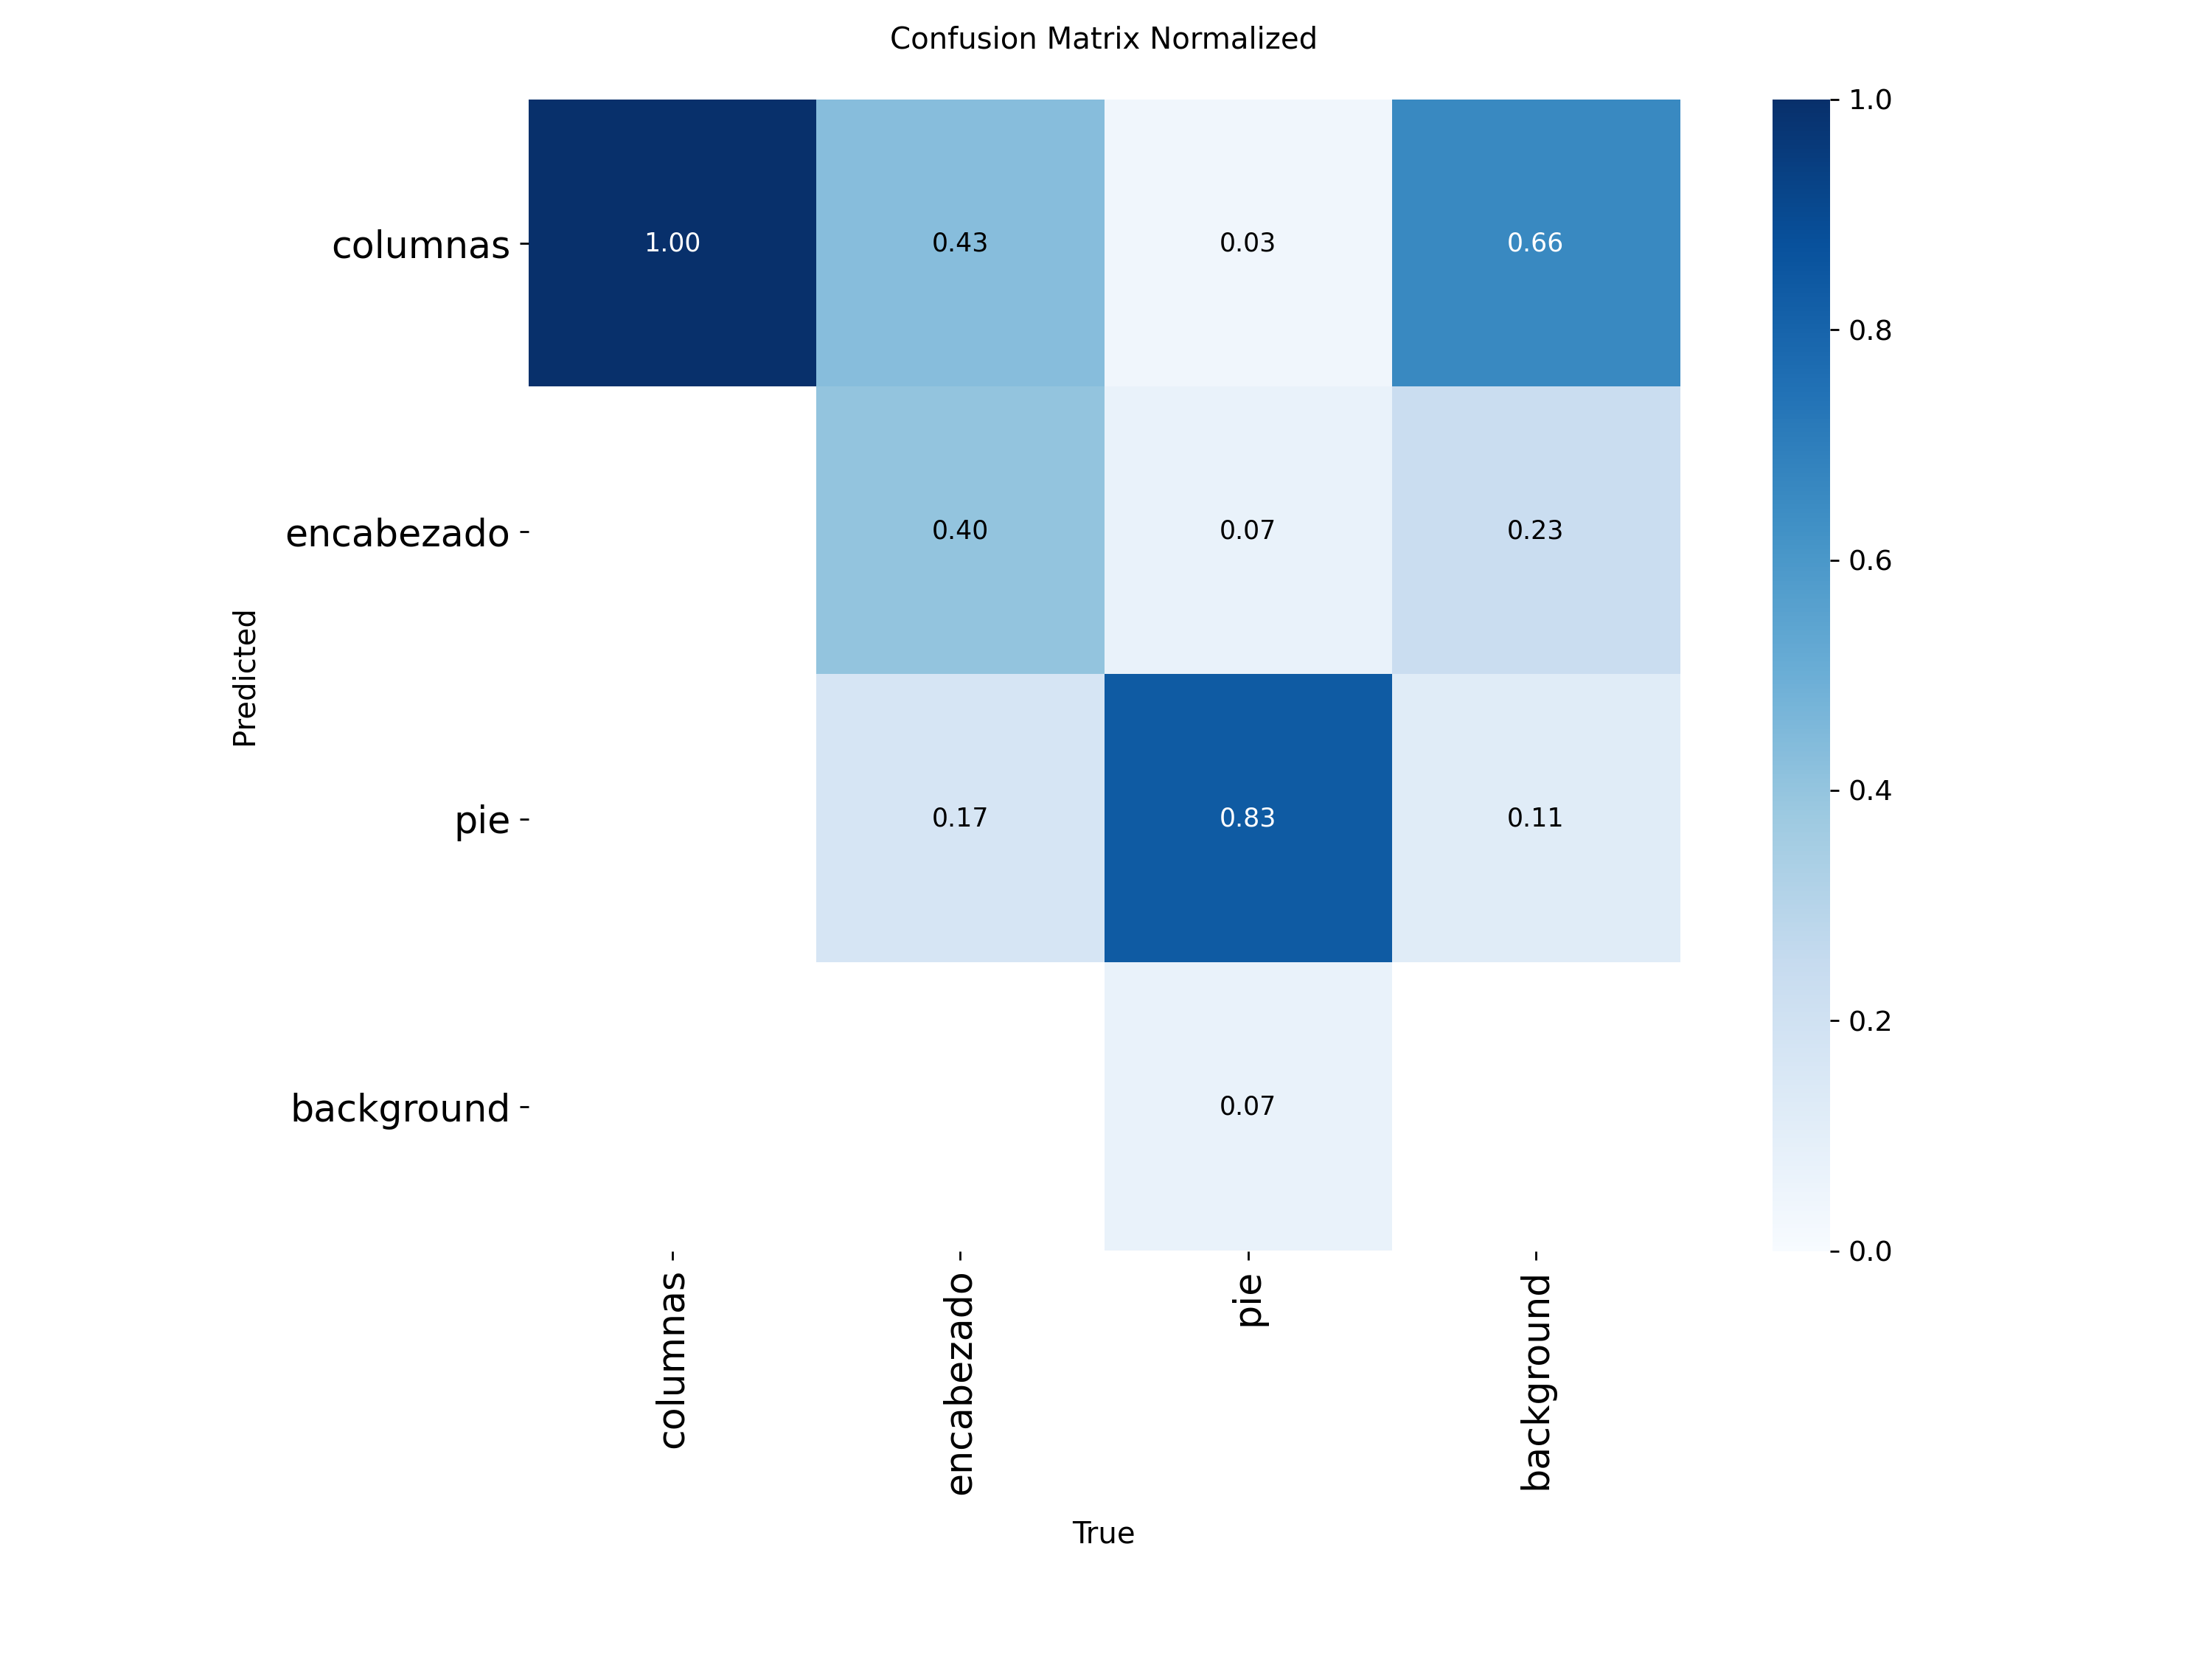 Confusion Matrix Normalized
columnas 1.00 0.43 0.03 0.66
encabezado 0.40 0.07 0.23
pie 0.17 0.83 0.11
background 0.07
Predicted
columnas encabezado pie background
True
1.0
0.8
0.6
0.4
0.2
0.0